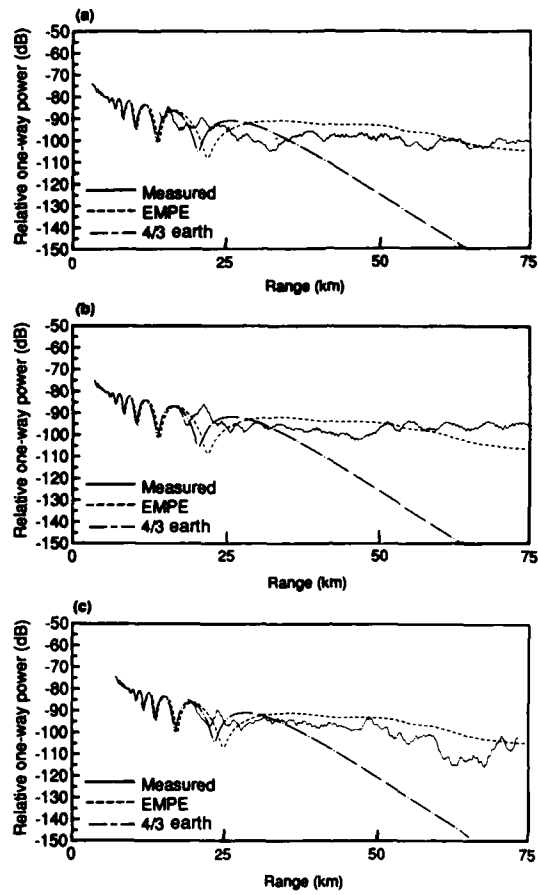 (a)
Relative one-way power (dB)
-50
-60
-70
-80
-90
-100
-110
-120
-130
-140
-150
Measured
EMPE
4/3 earth
0
25
50
75
Range (km)
(b)
Relative one-way power (dB)
-50
-60
-70
-80
-90
-100
-110
-120
-130
-140
-150
Measured
EMPE
4/3 earth
0
25
50
75
Range (km)
(c)
Relative one-way power (dB)
-50
-60
-70
-80
-90
-100
-110
-120
-130
-140
-150
Measured
EMPE
4/3 earth
0
25
50
75
Range (km)